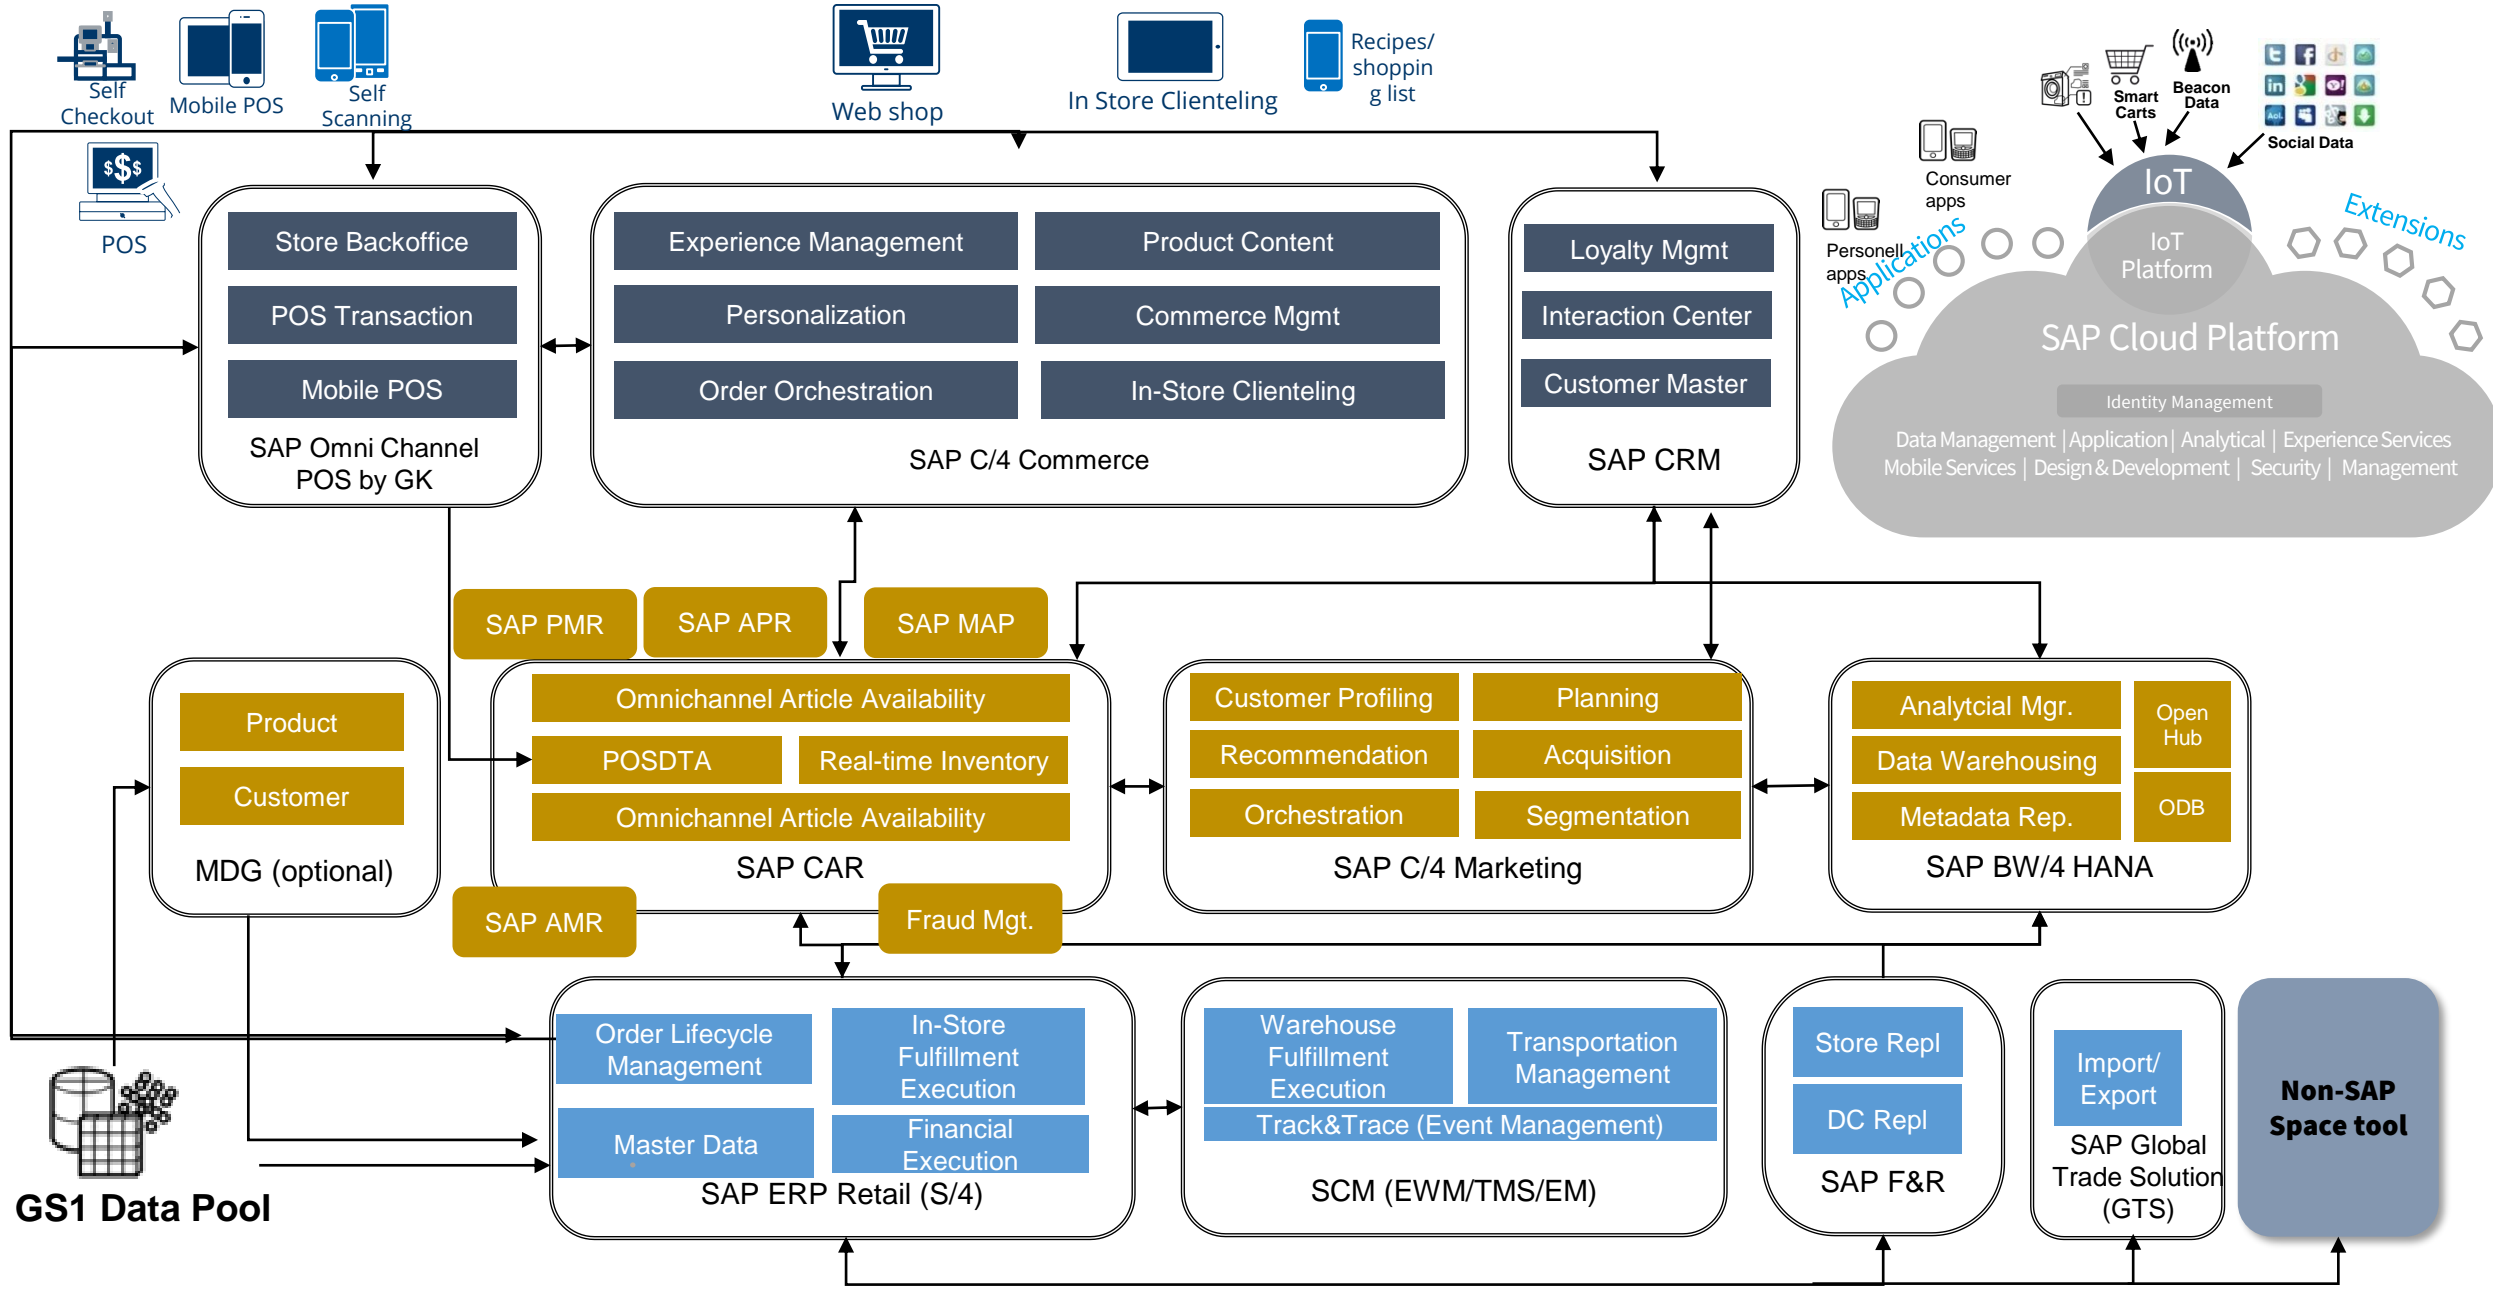 Self
Checkout
Mobile POS
Self
Scanning
Web shop
In Store Clienteling
Recipes/
shoppin
g list
$$$
POS
Smart
Carts
Beacon
Data
Social Data
Consumer
apps
Personell
apps
Applications
Extensions
IoT
IoT
Platform
SAP Cloud Platform
Identity Management
Data Management | Application | Analytical | Experience Services
Mobile Services | Design & Development | Security | Management
Store Backoffice
POS Transaction
Mobile POS
SAP Omni Channel
POS by GK
Experience Management
Product Content
Personalization
Commerce Mgmt
Order Orchestration
In-Store Clienteling
SAP C/4 Commerce
Loyalty Mgmt
Interaction Center
Customer Master
SAP CRM
SAP PMR
SAP APR
SAP MAP
Product
Customer
MDG (optional)
Omnichannel Article Availability
POSDTA
Real-time Inventory
Omnichannel Article Availability
SAP CAR
SAP AMR
Fraud Mgt.
Customer Profiling
Planning
Recommendation
Acquisition
Orchestration
Segmentation
SAP C/4 Marketing
Analytcial Mgr.
Data Warehousing
Metadata Rep.
Open
Hub
ODB
SAP BW/4 HANA
GS1 Data Pool
Order Lifecycle
Management
In-Store
Fulfillment
Execution
Master Data
Financial
Execution
SAP ERP Retail (S/4)
Warehouse
Fulfillment
Execution
Transportation
Management
Track&Trace (Event Management)
SCM (EWM/TMS/EM)
Store Repl
DC Repl
SAP F&R
Import/
Export
SAP Global
Trade Solution
(GTS)
Non-SAP
Space tool